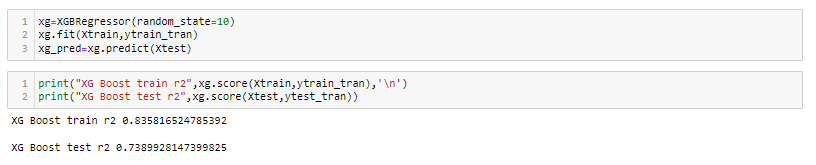 1 xg=XGBRegressor(random_state=10)
2 xg.fit(Xtrain,ytrain_tran)
3 xg_pred=xg.predict(Xtest)
1 print("XG Boost train r2",xg.score(Xtrain,ytrain_tran),'\n')
2 print("XG Boost test r2",xg.score(Xtest,ytest_tran))
XG Boost train r2 0.835816524785392
XG Boost test r2 0.7389928147399825